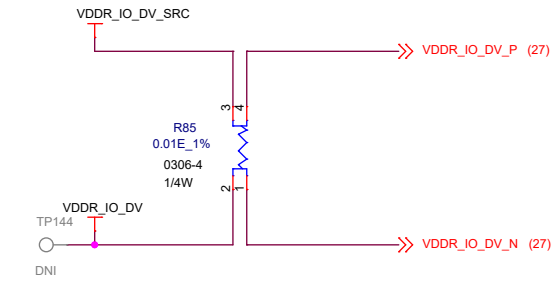 VDDR_IO_DV_SRC
VDDR_IO_DV_P (27)
3 4
R85
0.01E_1%
0306-4
1/4W
2 1
VDDR_IO_DV
TP144
VDDR_IO_DV_N (27)
DNI